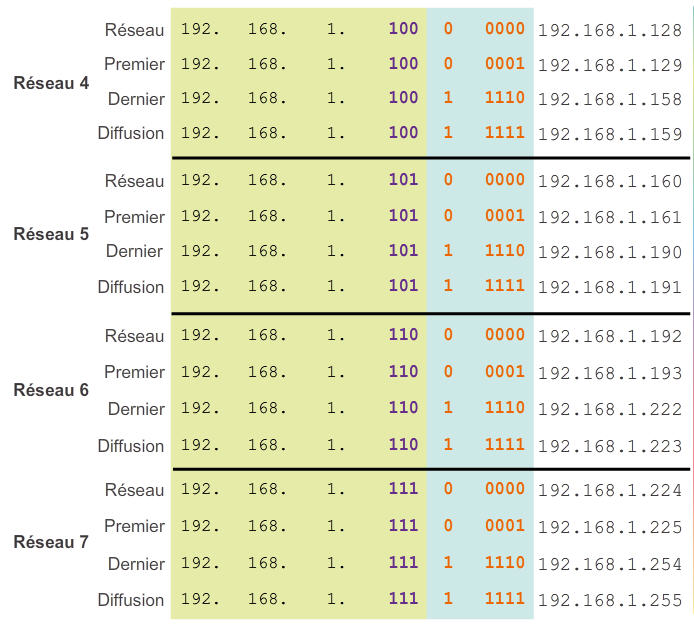 Réseau 192. 168. 1. 100 0 0000 192.168.1.128
Premier 192. 168. 1. 100 0 0001 192.168.1.129
Réseau 4
Dernier 192. 168. 1. 100 1 1110 192.168.1.158
Diffusion 192. 168. 1. 100 1 1111 192.168.1.159
Réseau 192. 168. 1. 101 0 0000 192.168.1.160
Premier 192. 168. 1. 101 0 0001 192.168.1.161
Réseau 5
Dernier 192. 168. 1. 101 1 1110 192.168.1.190
Diffusion 192. 168. 1. 101 1 1111 192.168.1.191
Réseau 192. 168. 1. 110 0 0000 192.168.1.192
Premier 192. 168. 1. 110 0 0001 192.168.1.193
Réseau 6
Dernier 192. 168. 1. 110 1 1110 192.168.1.222
Diffusion 192. 168. 1. 110 1 1111 192.168.1.223
Réseau 192. 168. 1. 111 0 0000 192.168.1.224
Premier 192. 168. 1. 111 0 0001 192.168.1.225
Réseau 7
Dernier 192. 168. 1. 111 1 1110 192.168.1.254
Diffusion 192. 168. 1. 111 1 1111 192.168.1.255